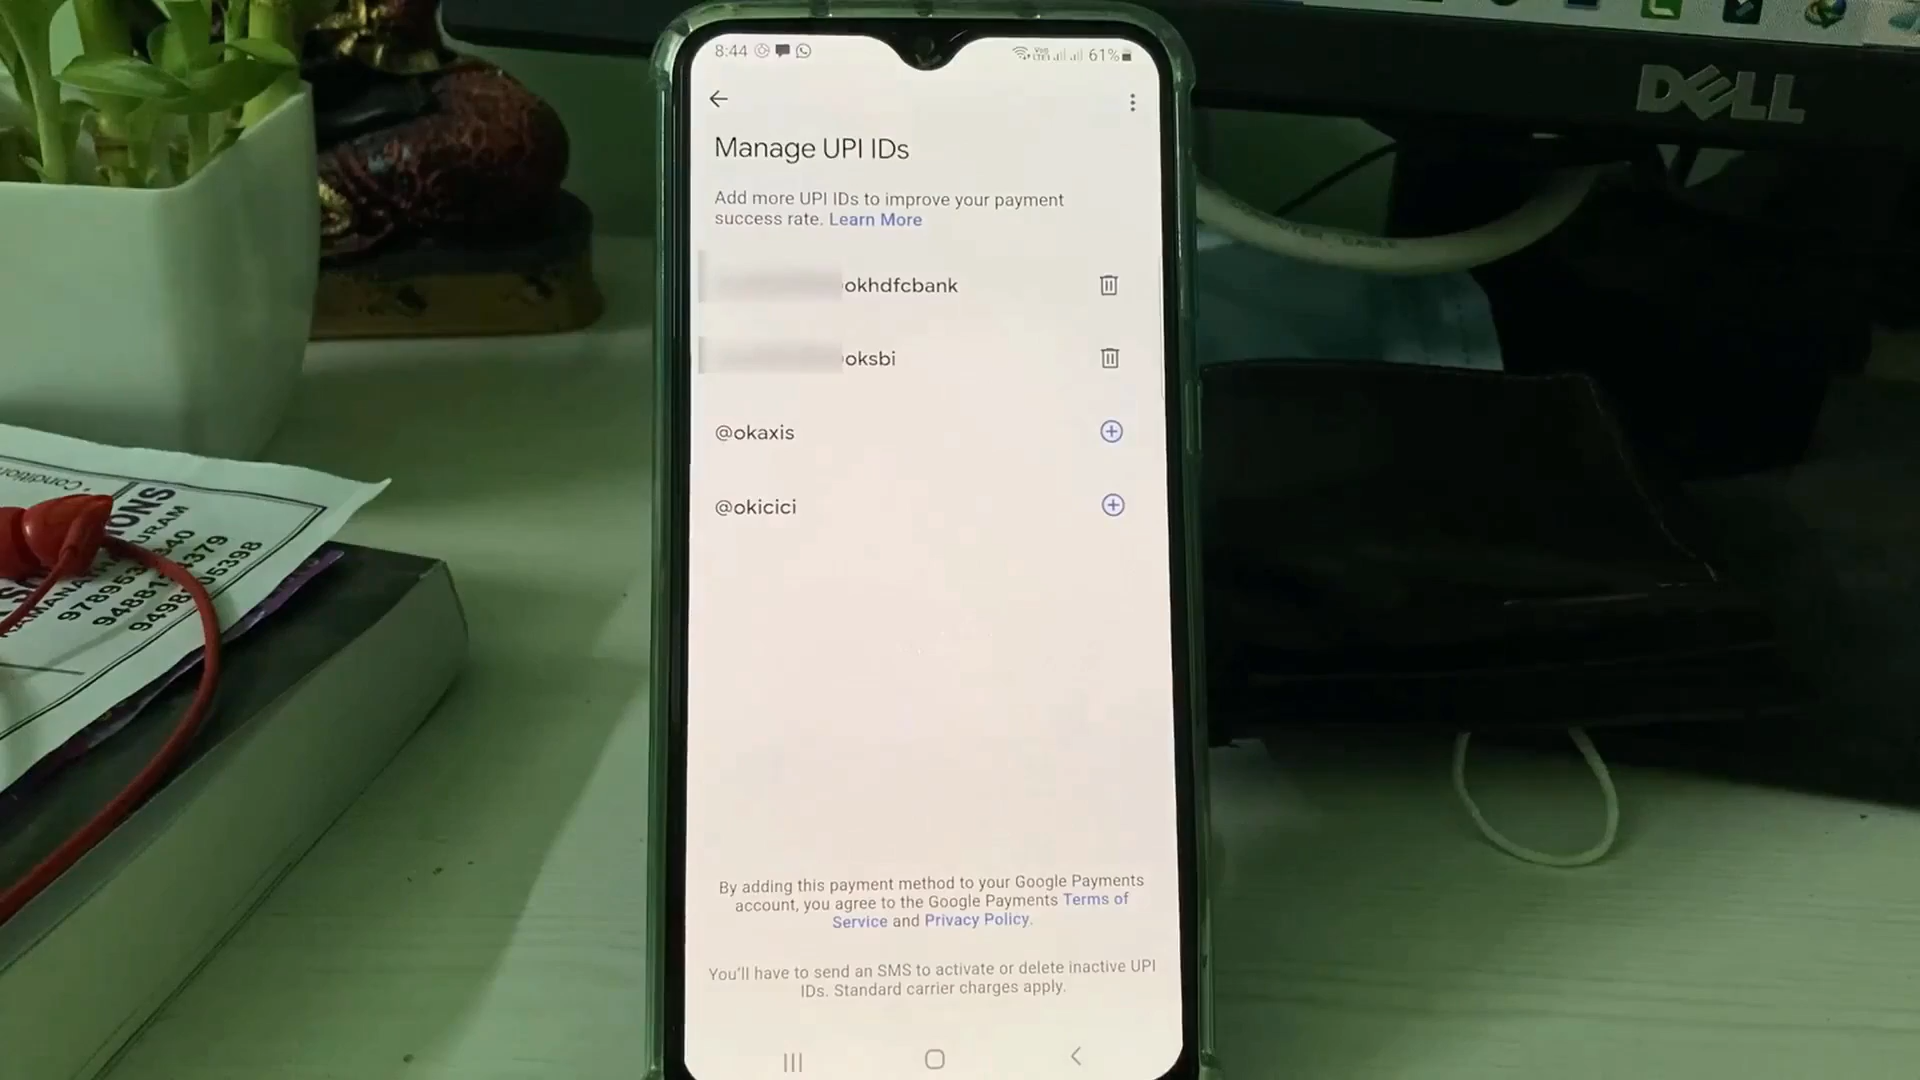 8:44
61%
Manage UPI IDs
Add more UPI IDs to improve your payment
success rate. Learn More
okhdfcbank
oksbi
@okaxis
@okicici
By adding this payment method to your Google Payments
account, you agree to the Google Payments Terms of
Service and Privacy Policy.
You'll have to send an SMS to activate or delete inactive UPI
IDs. Standard carrier charges apply.
DELL